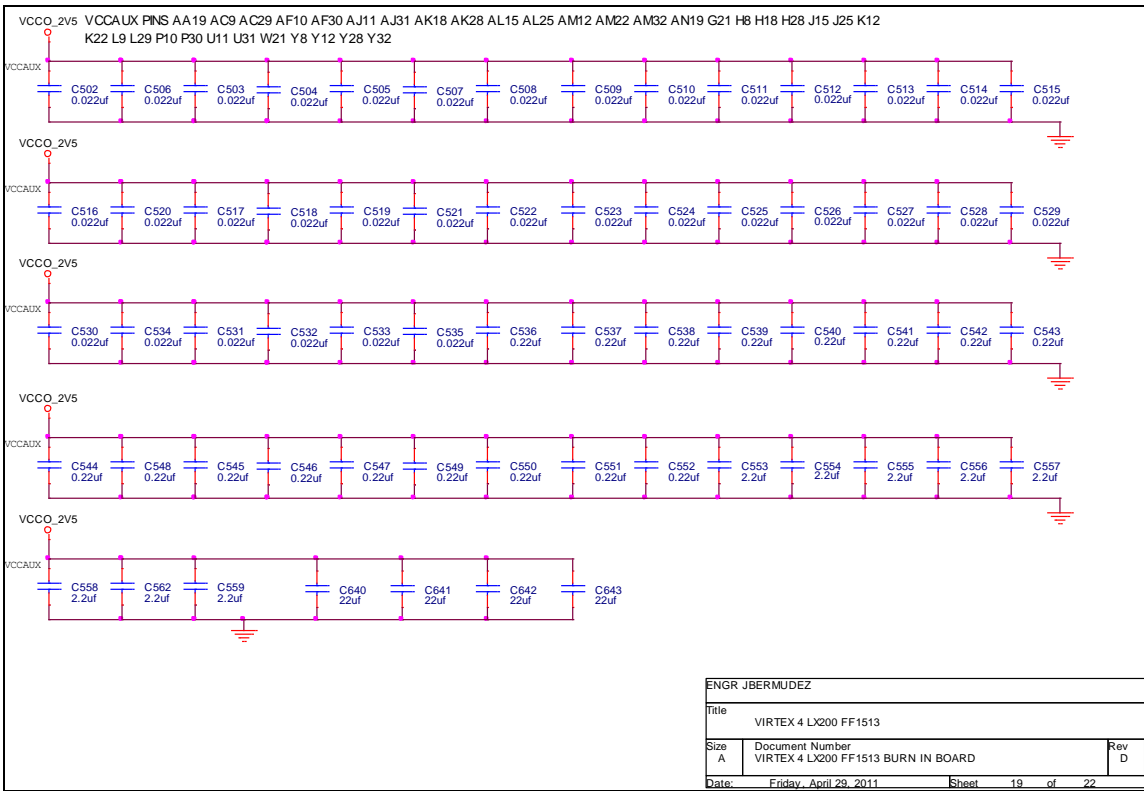 VCCO_2V5 VCCAUX PINS AA19 AC9 AC29 AF10 AF30 AJ11 AJ31 AK18 AK28 AL15 AL25 AM12 AM22 AM32 AN19 G21 H8 H18 H28 J15 J25 K12
K22 L9 L29 P10 P30 U11 U31 W21 Y8 Y12 Y28 Y32
VCCAUX
C502 C506 C503 C504 C505 C507 C508 C509 C510 C511 C512 C513 C514 C515
0.022uf 0.022uf 0.022uf 0.022uf 0.022uf 0.022uf 0.022uf 0.022uf 0.022uf 0.022uf 0.022uf 0.022uf 0.022uf 0.022uf
VCCO_2V5
VCCAUX
C516 C520 C517 C518 C519 C521 C522 C523 C524 C525 C526 C527 C528 C529
0.022uf 0.022uf 0.022uf 0.022uf 0.022uf 0.022uf 0.022uf 0.022uf 0.022uf 0.022uf 0.022uf 0.022uf 0.022uf 0.022uf
VCCO_2V5
VCCAUX
C530 C534 C531 C532 C533 C535 C536 C537 C538 C539 C540 C541 C542 C543
0.022uf 0.022uf 0.022uf 0.022uf 0.022uf 0.022uf 0.22uf 0.22uf 0.22uf 0.22uf 0.22uf 0.22uf 0.22uf 0.22uf
VCCO_2V5
VCCAUX
C544 C548 C545 C546 C547 C549 C550 C551 C552 C553 C554 C555 C556 C557
0.22uf 0.22uf 0.22uf 0.22uf 0.22uf 0.22uf 0.22uf 0.22uf 0.22uf 2.2uf 2.2uf 2.2uf 2.2uf 2.2uf
VCCO_2V5
VCCAUX
C558 C562 C559 C640 C641 C642 C643
2.2uf 2.2uf 2.2uf 22uf 22uf 22uf 22uf
ENGR JBERMUDEZ
Title
VIRTEX 4 LX200 FF1513
Size Document Number Rev
A VIRTEX 4 LX200 FF1513 BURN IN BOARD D
Date: Friday, April 29, 2011 Sheet 19 of 22